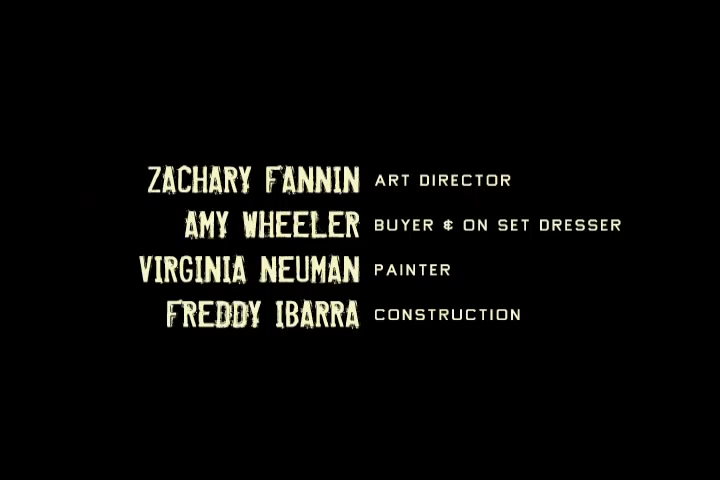 ZACHARY FANNIN ART DIRECTOR
AMY WHEELER BUYER & ON SET DRESSER
VIRGINIA NEUMAN PAINTER
FREDDY IBARRA CONSTRUCTION